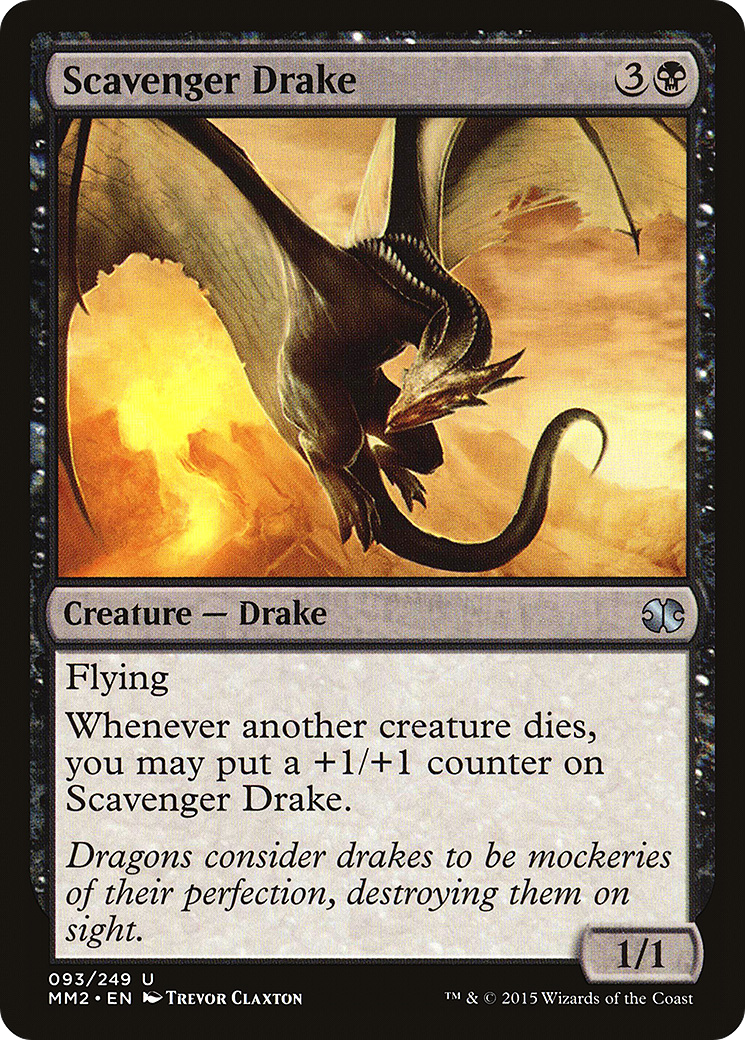 Scavenger Drake 3
Creature — Drake
Flying
Whenever another creature dies,
you may put a +1/+1 counter on
Scavenger Drake.
Dragons consider drakes to be mockeries
of their perfection, destroying them on
sight.
1/1
093/249 U
MM2 • EN Trevor Claxton
™ & © 2015 Wizards of the Coast